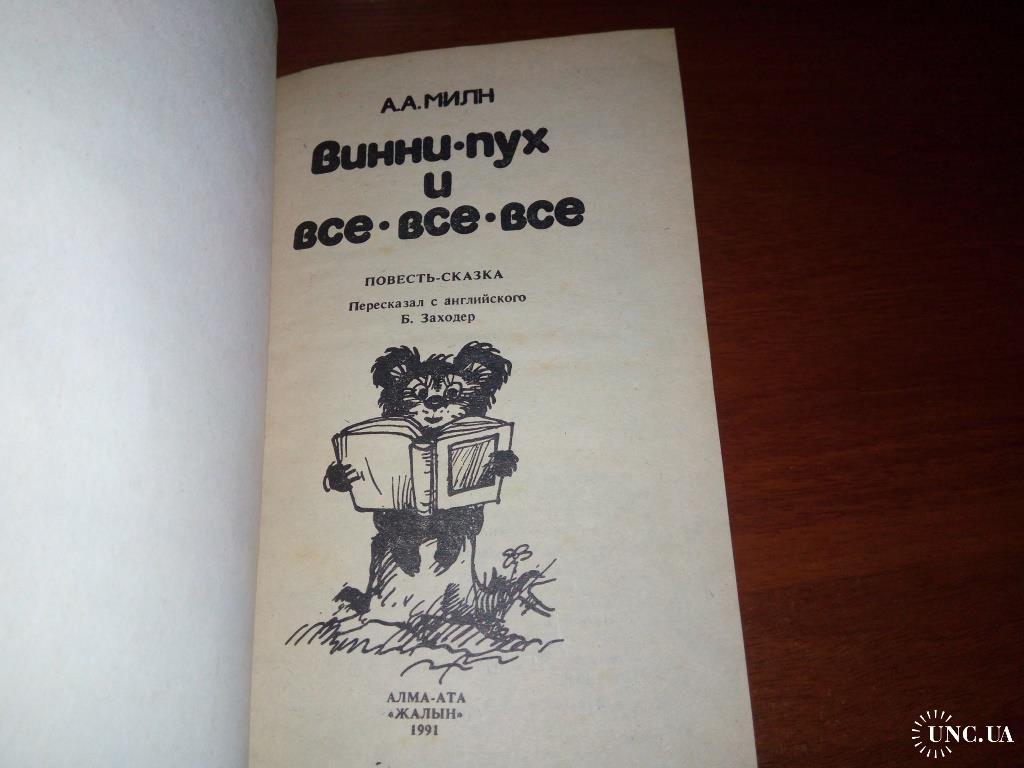 А.А.МИЛН
Винни·пух
и
все·все·все
ПОВЕСТЬ-СКАЗКА
Пересказал с английского
Б. Заходер
АЛМА-АТА
«ЖАЛЫН»
1991
UNC.UA